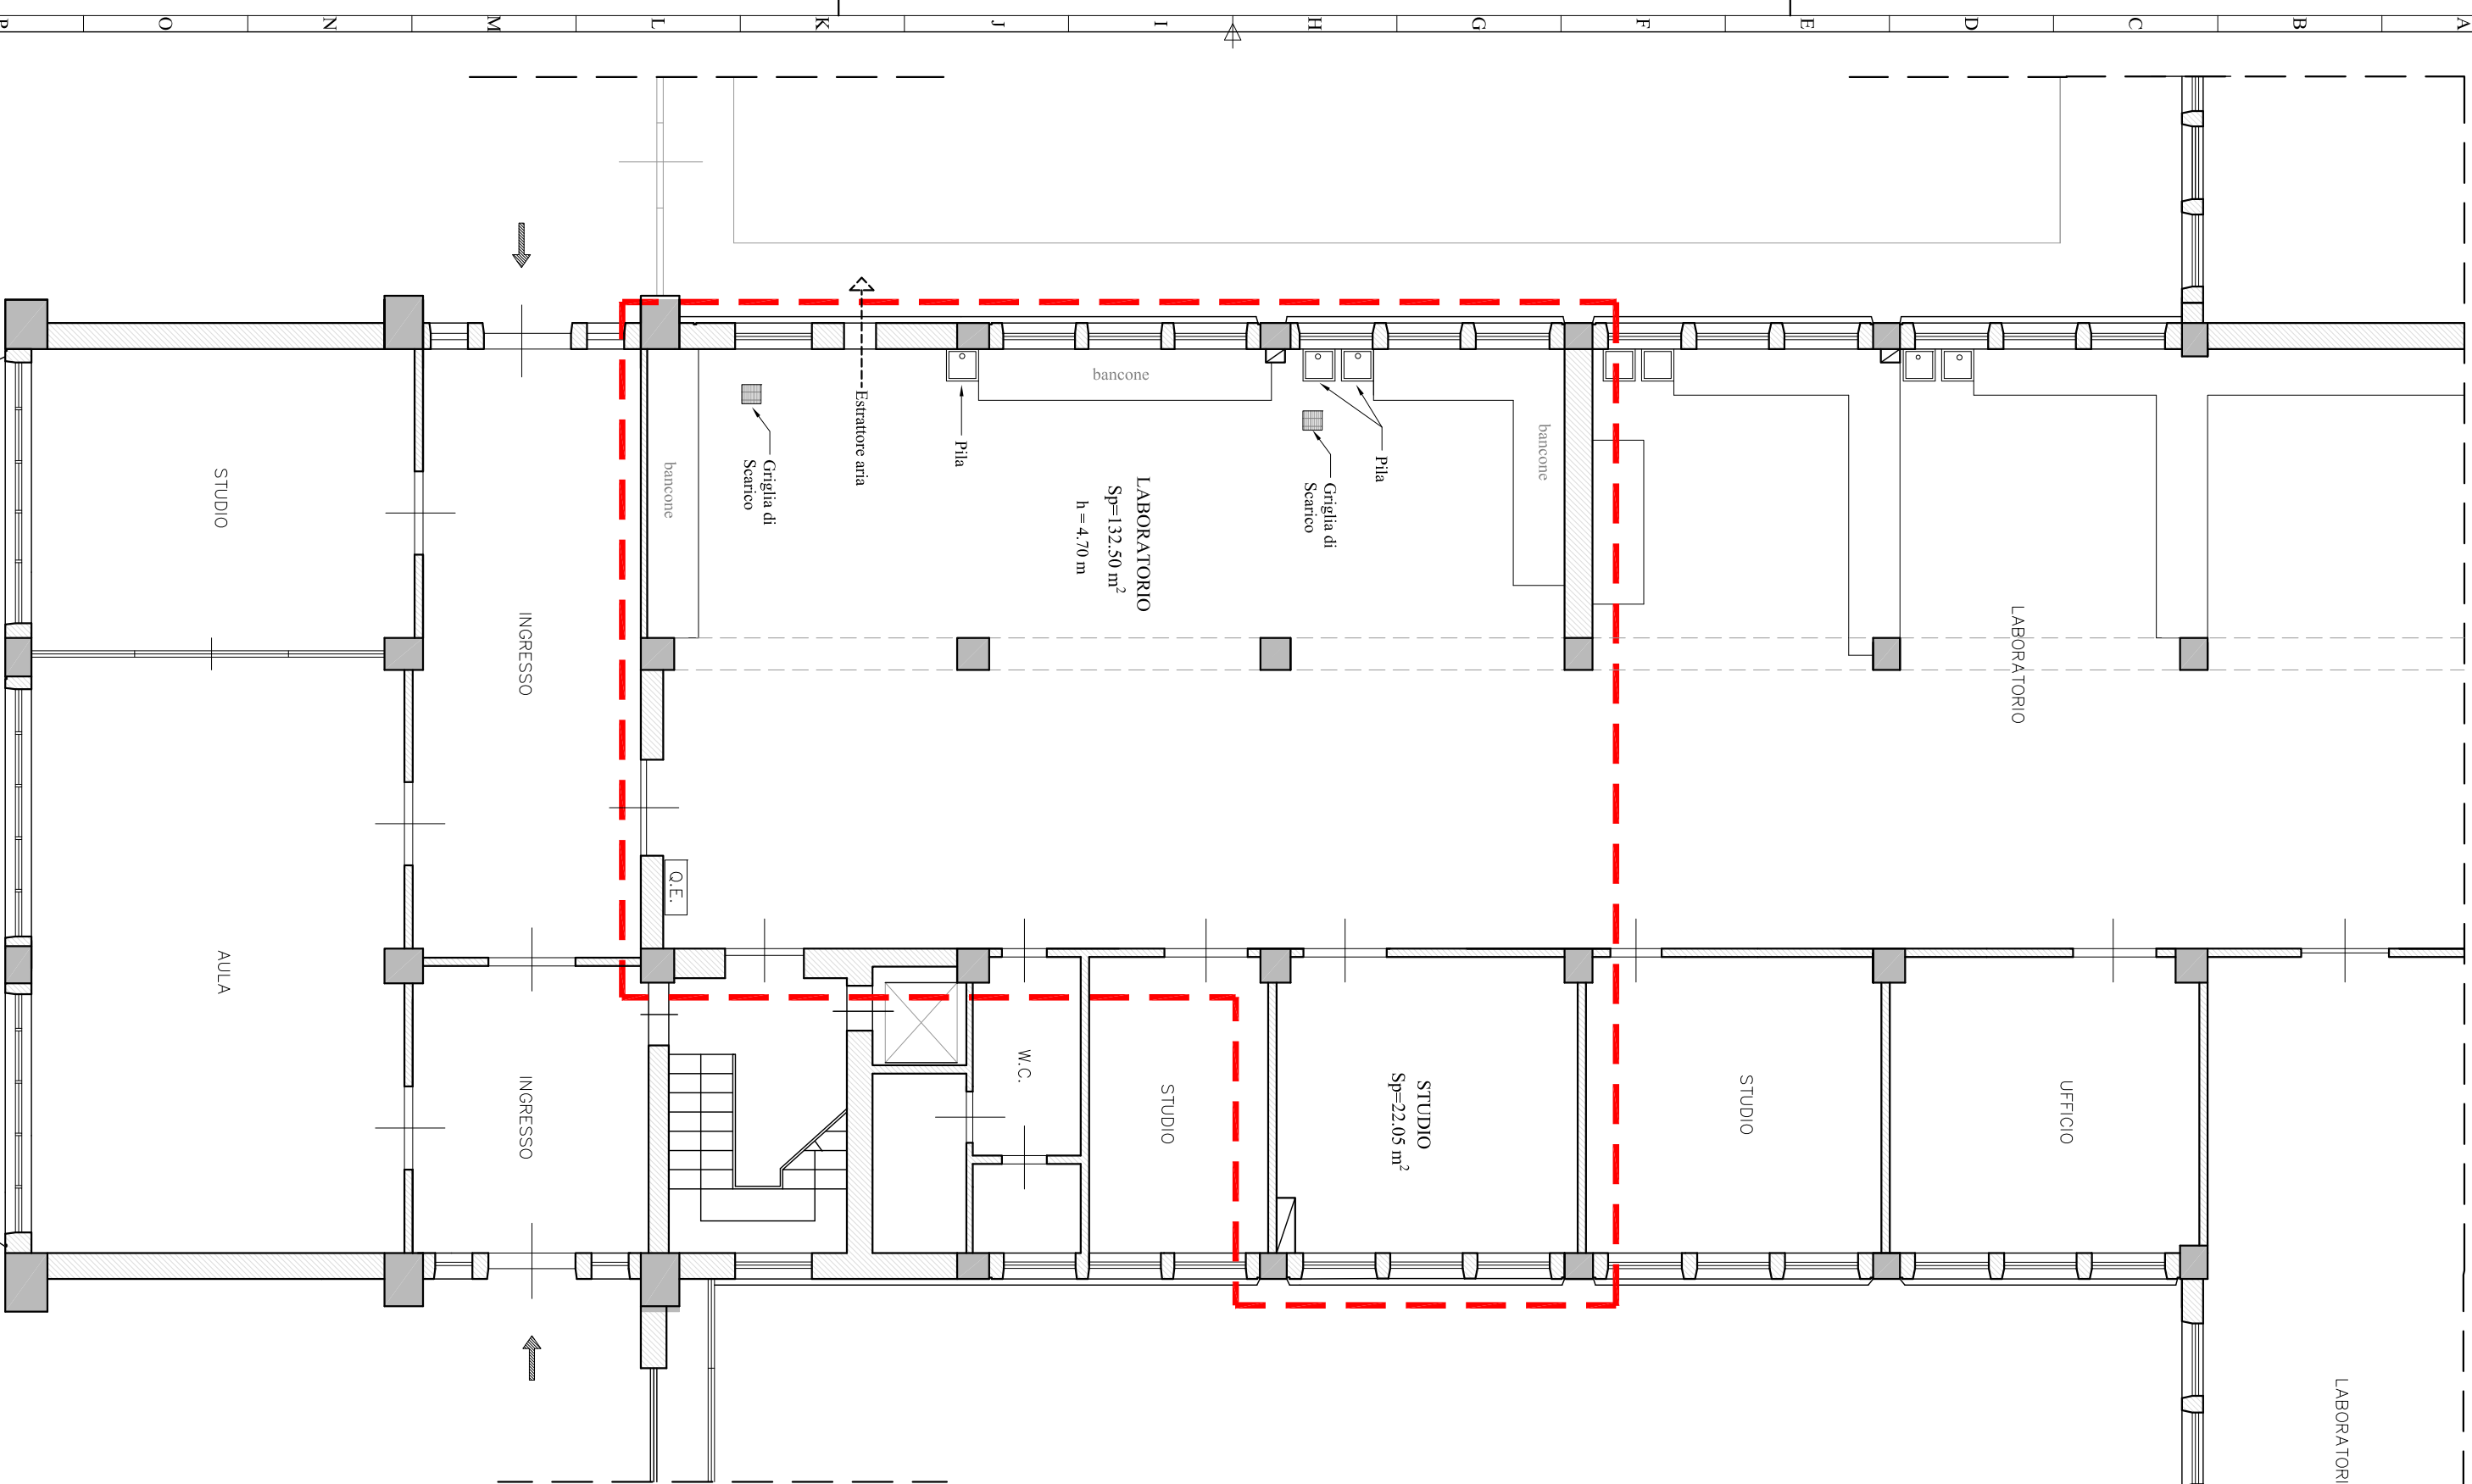 P
O
N
M
L
K
J
I
H
G
F
E
D
C
B
A
bancone
Estrattore aria
Pila
Griglia di
Scarico
bancone
Pila
Griglia di
Scarico
bancone
LABORATORIO
Sp=132.50 m²
h = 4.70 m
STUDIO
INGRESSO
LABORATORIO
Q.E.
AULA
INGRESSO
W.C.
STUDIO
STUDIO
Sp=22.05 m²
STUDIO
UFFICIO
LABORATORI